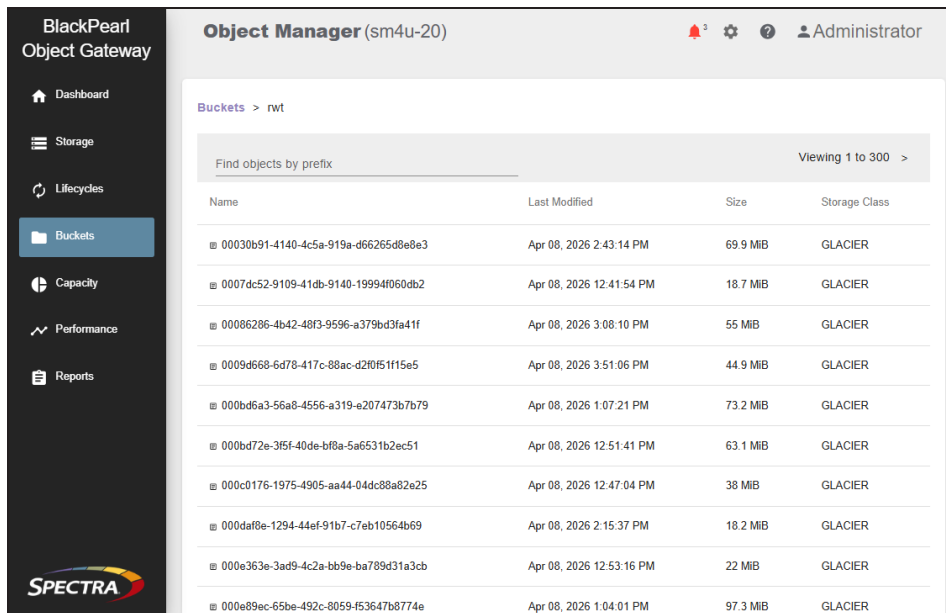 BlackPearl
Object Gateway
Object Manager (sm4u-20)
3
Administrator
Dashboard
Storage
Lifecycles
Buckets
Capacity
Performance
Reports
SPECTRA
Buckets > rwt
Find objects by prefix
Viewing 1 to 300 >
Name Last Modified Size Storage Class
00030b91-4140-4c5a-919a-d66265d8e8e3 Apr 08, 2026 2:43:14 PM 69.9 MiB GLACIER
0007dc52-9109-41db-9140-19994f060db2 Apr 08, 2026 12:41:54 PM 18.7 MiB GLACIER
00086286-4b42-48f3-9596-a379bd3fa41f Apr 08, 2026 3:08:10 PM 55 MiB GLACIER
0009d668-6d78-417c-88ac-d2f0f51f15e5 Apr 08, 2026 3:51:06 PM 44.9 MiB GLACIER
000bd6a3-56a8-4556-a319-e207473b7b79 Apr 08, 2026 1:07:21 PM 73.2 MiB GLACIER
000bd72e-3f5f-40de-bf8a-5a6531b2ec51 Apr 08, 2026 12:51:41 PM 63.1 MiB GLACIER
000c0176-1975-4905-aa44-04dc88a82e25 Apr 08, 2026 12:47:04 PM 38 MiB GLACIER
000daf8e-1294-44ef-91b7-c7eb10564b69 Apr 08, 2026 2:15:37 PM 18.2 MiB GLACIER
000e363e-3ad9-4c2a-bb9e-ba789d31a3cb Apr 08, 2026 12:53:16 PM 22 MiB GLACIER
000e89ec-65be-492c-8059-f53647b8774e Apr 08, 2026 1:04:01 PM 97.3 MiB GLACIER